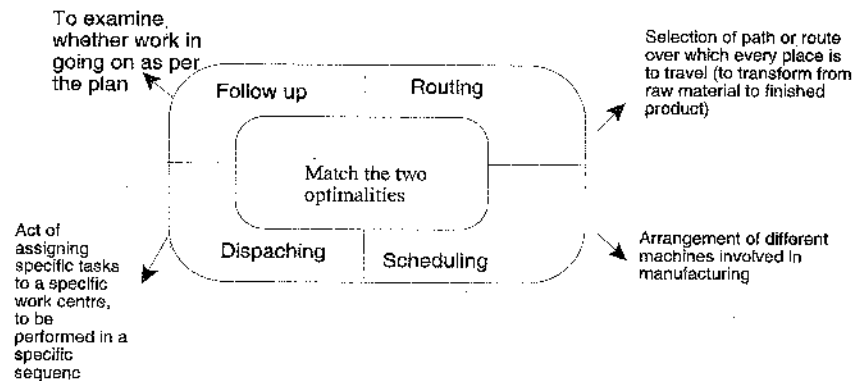 To examine,
whether work in
going on as per
the plan
Follow up
Routing
Selection of path or route
over which every place is
to travel (to transform from
raw material to finished
product)
Match the two
optimalities
Act of
assigning
specific tasks
to a specific
work centre,
to be
performed in a
specific
sequenc
Dispaching
Scheduling
Arrangement of different
machines involved in
manufacturing